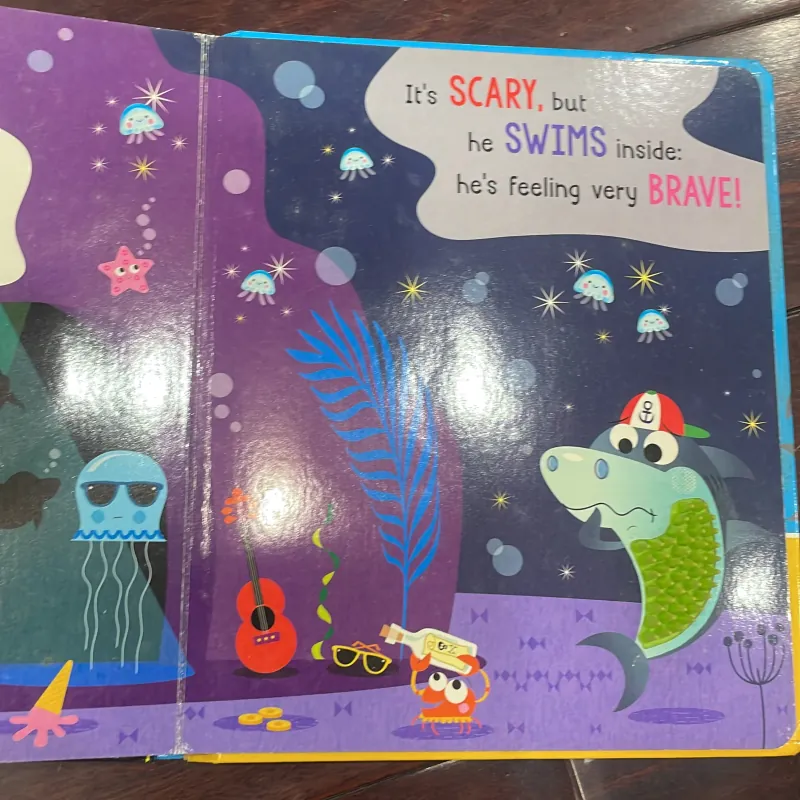 It's SCARY, but
he SWIMS inside:
he's feeling very BRAVE!